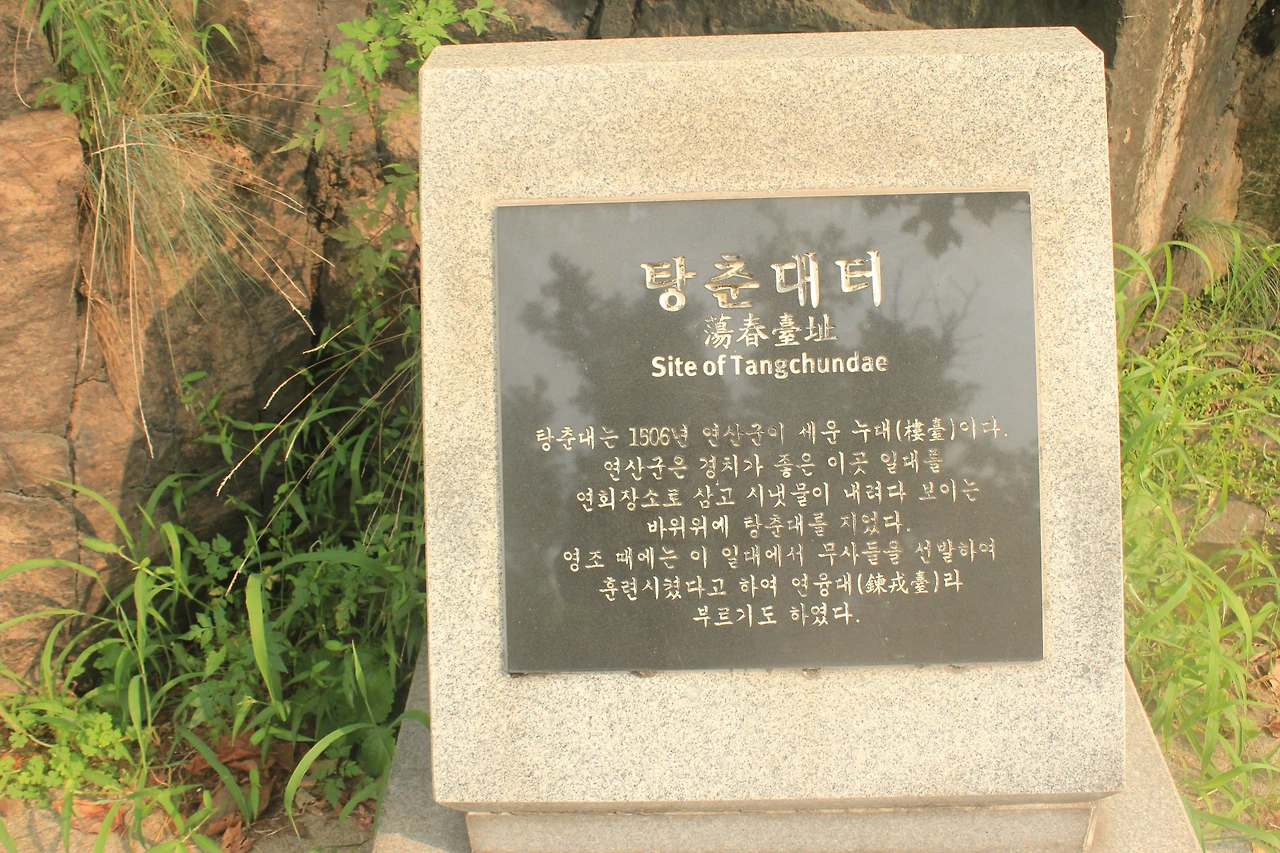 탕춘대터
蕩春臺址
Site of Tangchundae
탕춘대는 1506년 연산군이 세운 누대(樓臺)이다.
연산군은 경치가 좋은 이곳 일대를
연회장소로 삼고 시냇물이 내려다 보이는
바위위에 탕춘대를 지었다.
영조 때에는 이 일대에서 무사들을 선발하여
훈련시켰다고 하여 연융대(鍊戎臺)라
부르기도 하였다.